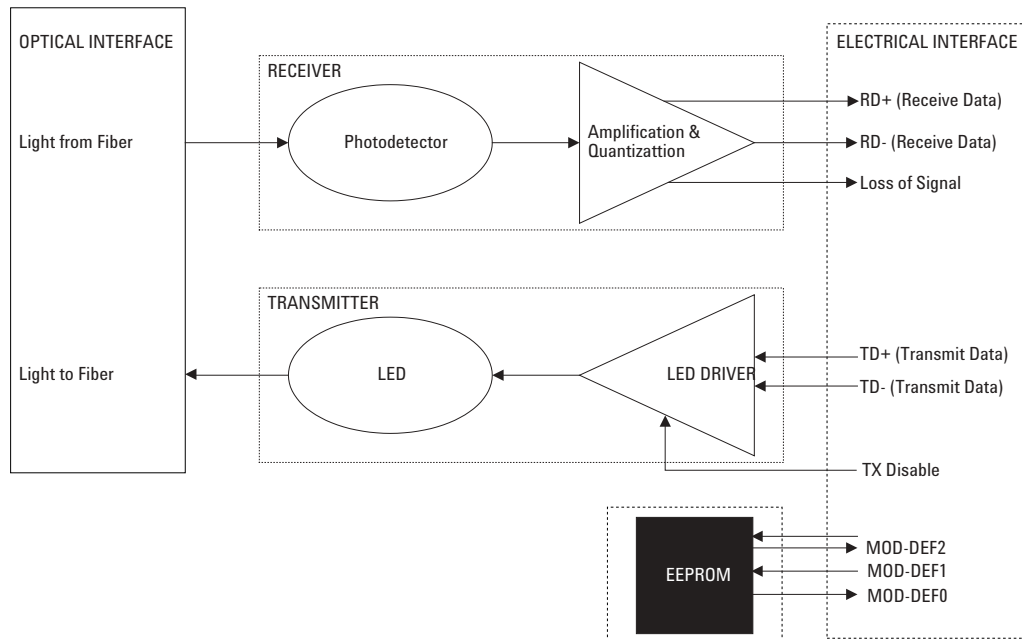 OPTICAL INTERFACE
Light from Fiber
Light to Fiber
RECEIVER
Photodetector
Amplification &
Quantizattion
TRANSMITTER
LED
LED DRIVER
EEPROM
ELECTRICAL INTERFACE
RD+ (Receive Data)
RD- (Receive Data)
Loss of Signal
TD+ (Transmit Data)
TD- (Transmit Data)
TX Disable
MOD-DEF2
MOD-DEF1
MOD-DEF0